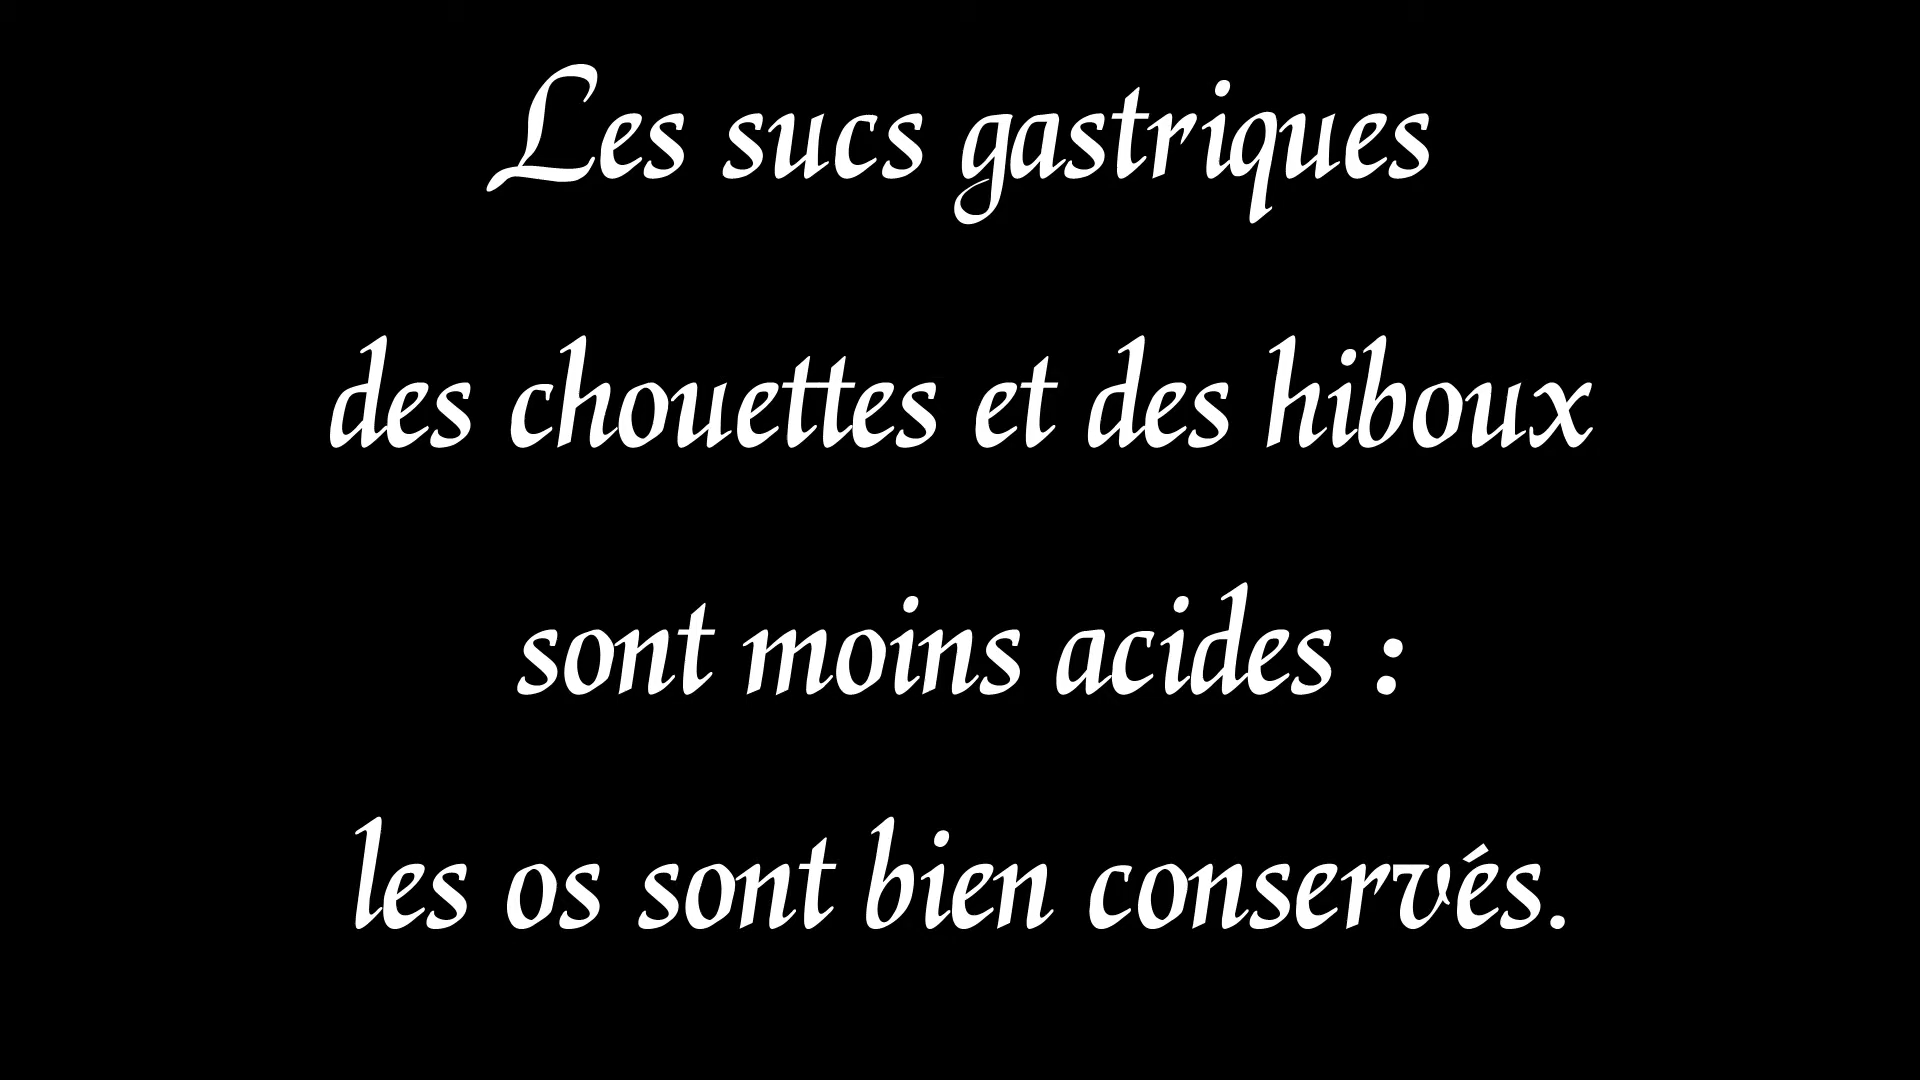 Les sucs gastriques
des chouettes et des hiboux
sont moins acides :
les os sont bien conservés.